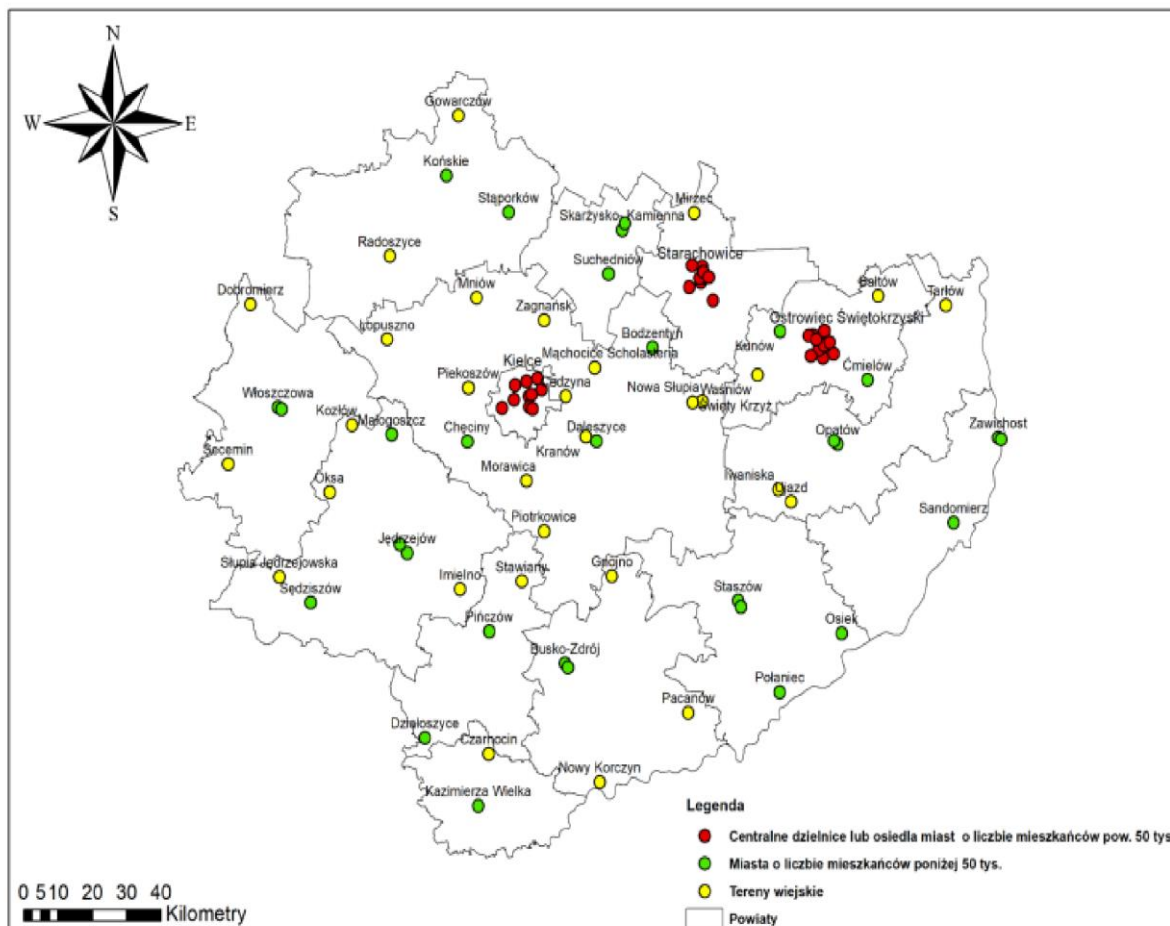 N
Gowarczów
W
E
Końskie
S
Stąporków
Mirzec
Skarżysko- Kamienna
Radoszyce
Starachowice
Suchedniów
Dobromierz
Mniów
Bałtów
Tarłów
Zagnańsk
Ostrowiec Świętokrzyski
Łopuszno
Bodzentyn
Kunów
Mąchocice Scholasteria
Kielce
Ćmielów
Piekoszów
Cedzyna
Nowa Słupia
Waśniów
Włoszczowa
Święty Krzyż
Kozłów
Małogoszcz
Zawichost
Chęciny
Daleszyce
Opatów
Kranów
Secemin
Morawica
Iwaniska
Oksa
Ujazd
Sandomierz
Piotrkowice
Jędrzejów
Słupia Jędrzejowska
Gnojno
Imielno
Stawiany
Sędziszów
Staszów
Pińczów
Osiek
Busko-Zdrój
Połaniec
Pacanów
Działoszyce
Czarnocin
Nowy Korczyn
Kazimierza Wielka
Legenda
Centralne dzielnice lub osiedla miast o liczbie mieszkańców pow. 50 tys
Miasta o liczbie mieszkańców poniżej 50 tys.
Tereny wiejskie
Powiaty
0 5 10 20 30 40
Kilometry